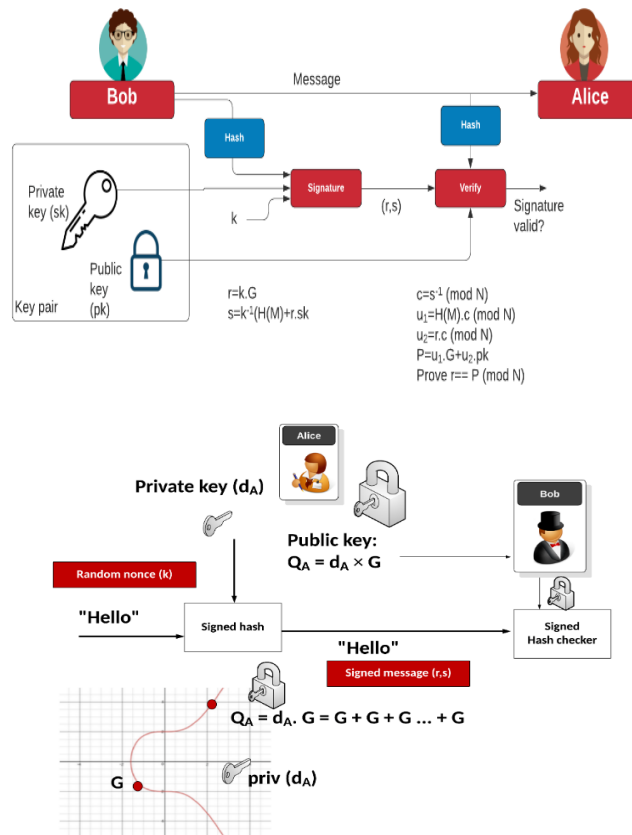 Message
Bob
Alice
Hash
Hash
Private
key (sk)
Signature
(r,s)
Verify
Signature
valid?
k
Public
key
(pk)
Key pair
r=k.G
s=k⁻¹(H(M)+r.sk)
c=s⁻¹ (mod N)
u₁=H(M).c (mod N)
u₂=r.c (mod N)
P=u₁.G+u₂.pk
Prove r== P (mod N)
Alice
Private key (dA)
Bob
Public key:
QA = dA × G
Random nonce (k)
"Hello"
Signed hash
"Hello"
Signed
Hash checker
Signed message (r,s)
QA = dA. G = G + G + G ... + G
G
priv (dA)